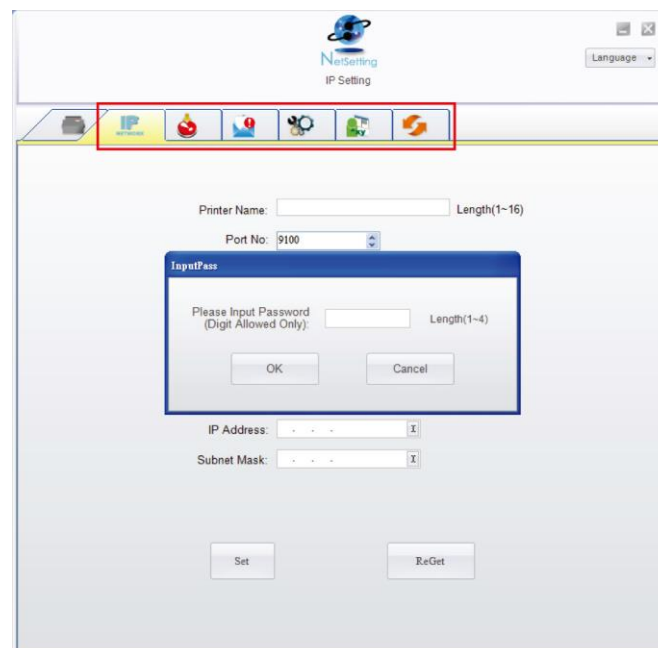 NetSetting
Language
IP Setting
IP
NETWORK
Printer Name: Length(1~16)
Port No: 9100
InputPass
Please Input Password
(Digit Allowed Only): Length(1~4)
OK Cancel
IP Address: . . . X
Subnet Mask: . . . X
Set ReGet